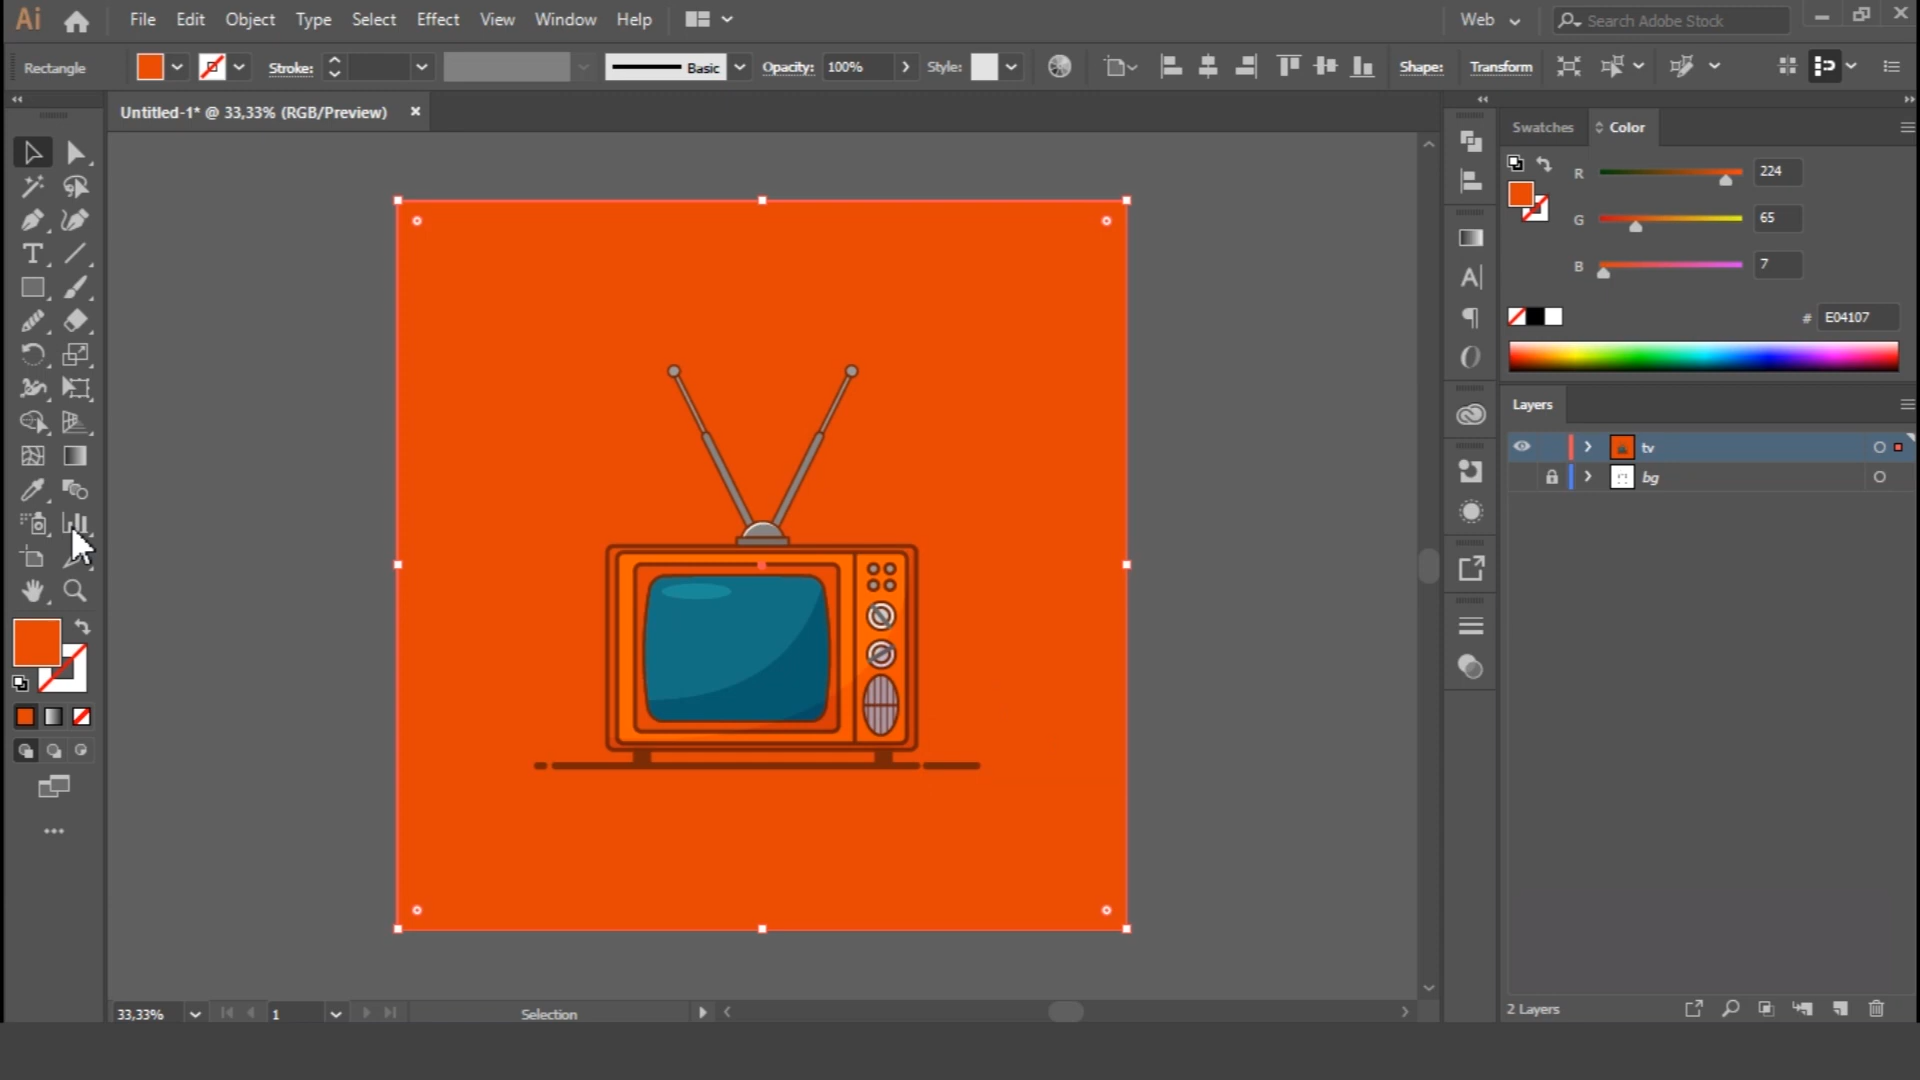 Ai File Edit Object Type Select Effect View Window Help Web Search Adobe Stock
Rectangle Stroke: Basic Opacity: 100% Style: Shape: Transform
Untitled-1* @ 33,33% (RGB/Preview)
Swatches Color
R 224
G 65
B 7
# E04107
Layers
tv
bg
33,33% 1 Selection
2 Layers